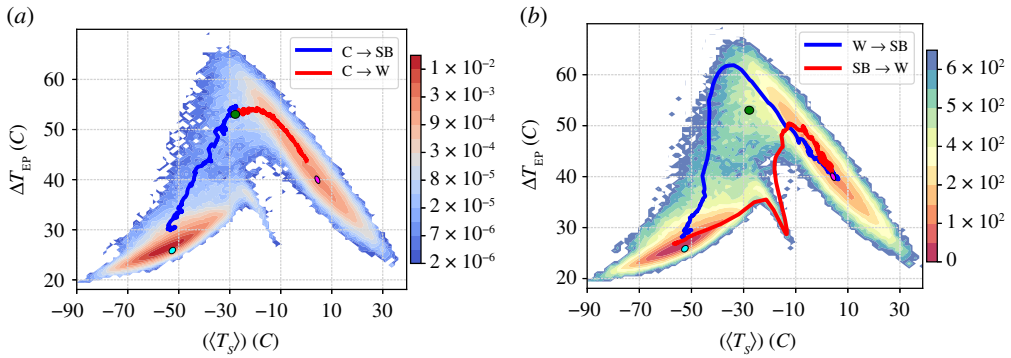 (a)
C → SB
C → W
60
50
40
30
20
ΔT_EP (C)
−90
−70
−50
−30
−10
10
30
(⟨T_S⟩) (C)
1 × 10⁻²
3 × 10⁻³
9 × 10⁻⁴
3 × 10⁻⁴
8 × 10⁻⁵
2 × 10⁻⁵
7 × 10⁻⁶
2 × 10⁻⁶
(b)
W → SB
SB → W
60
50
40
30
20
ΔT_EP (C)
−90
−70
−50
−30
−10
10
30
(⟨T_S⟩) (C)
6 × 10²
5 × 10²
4 × 10²
3 × 10²
2 × 10²
1 × 10²
0